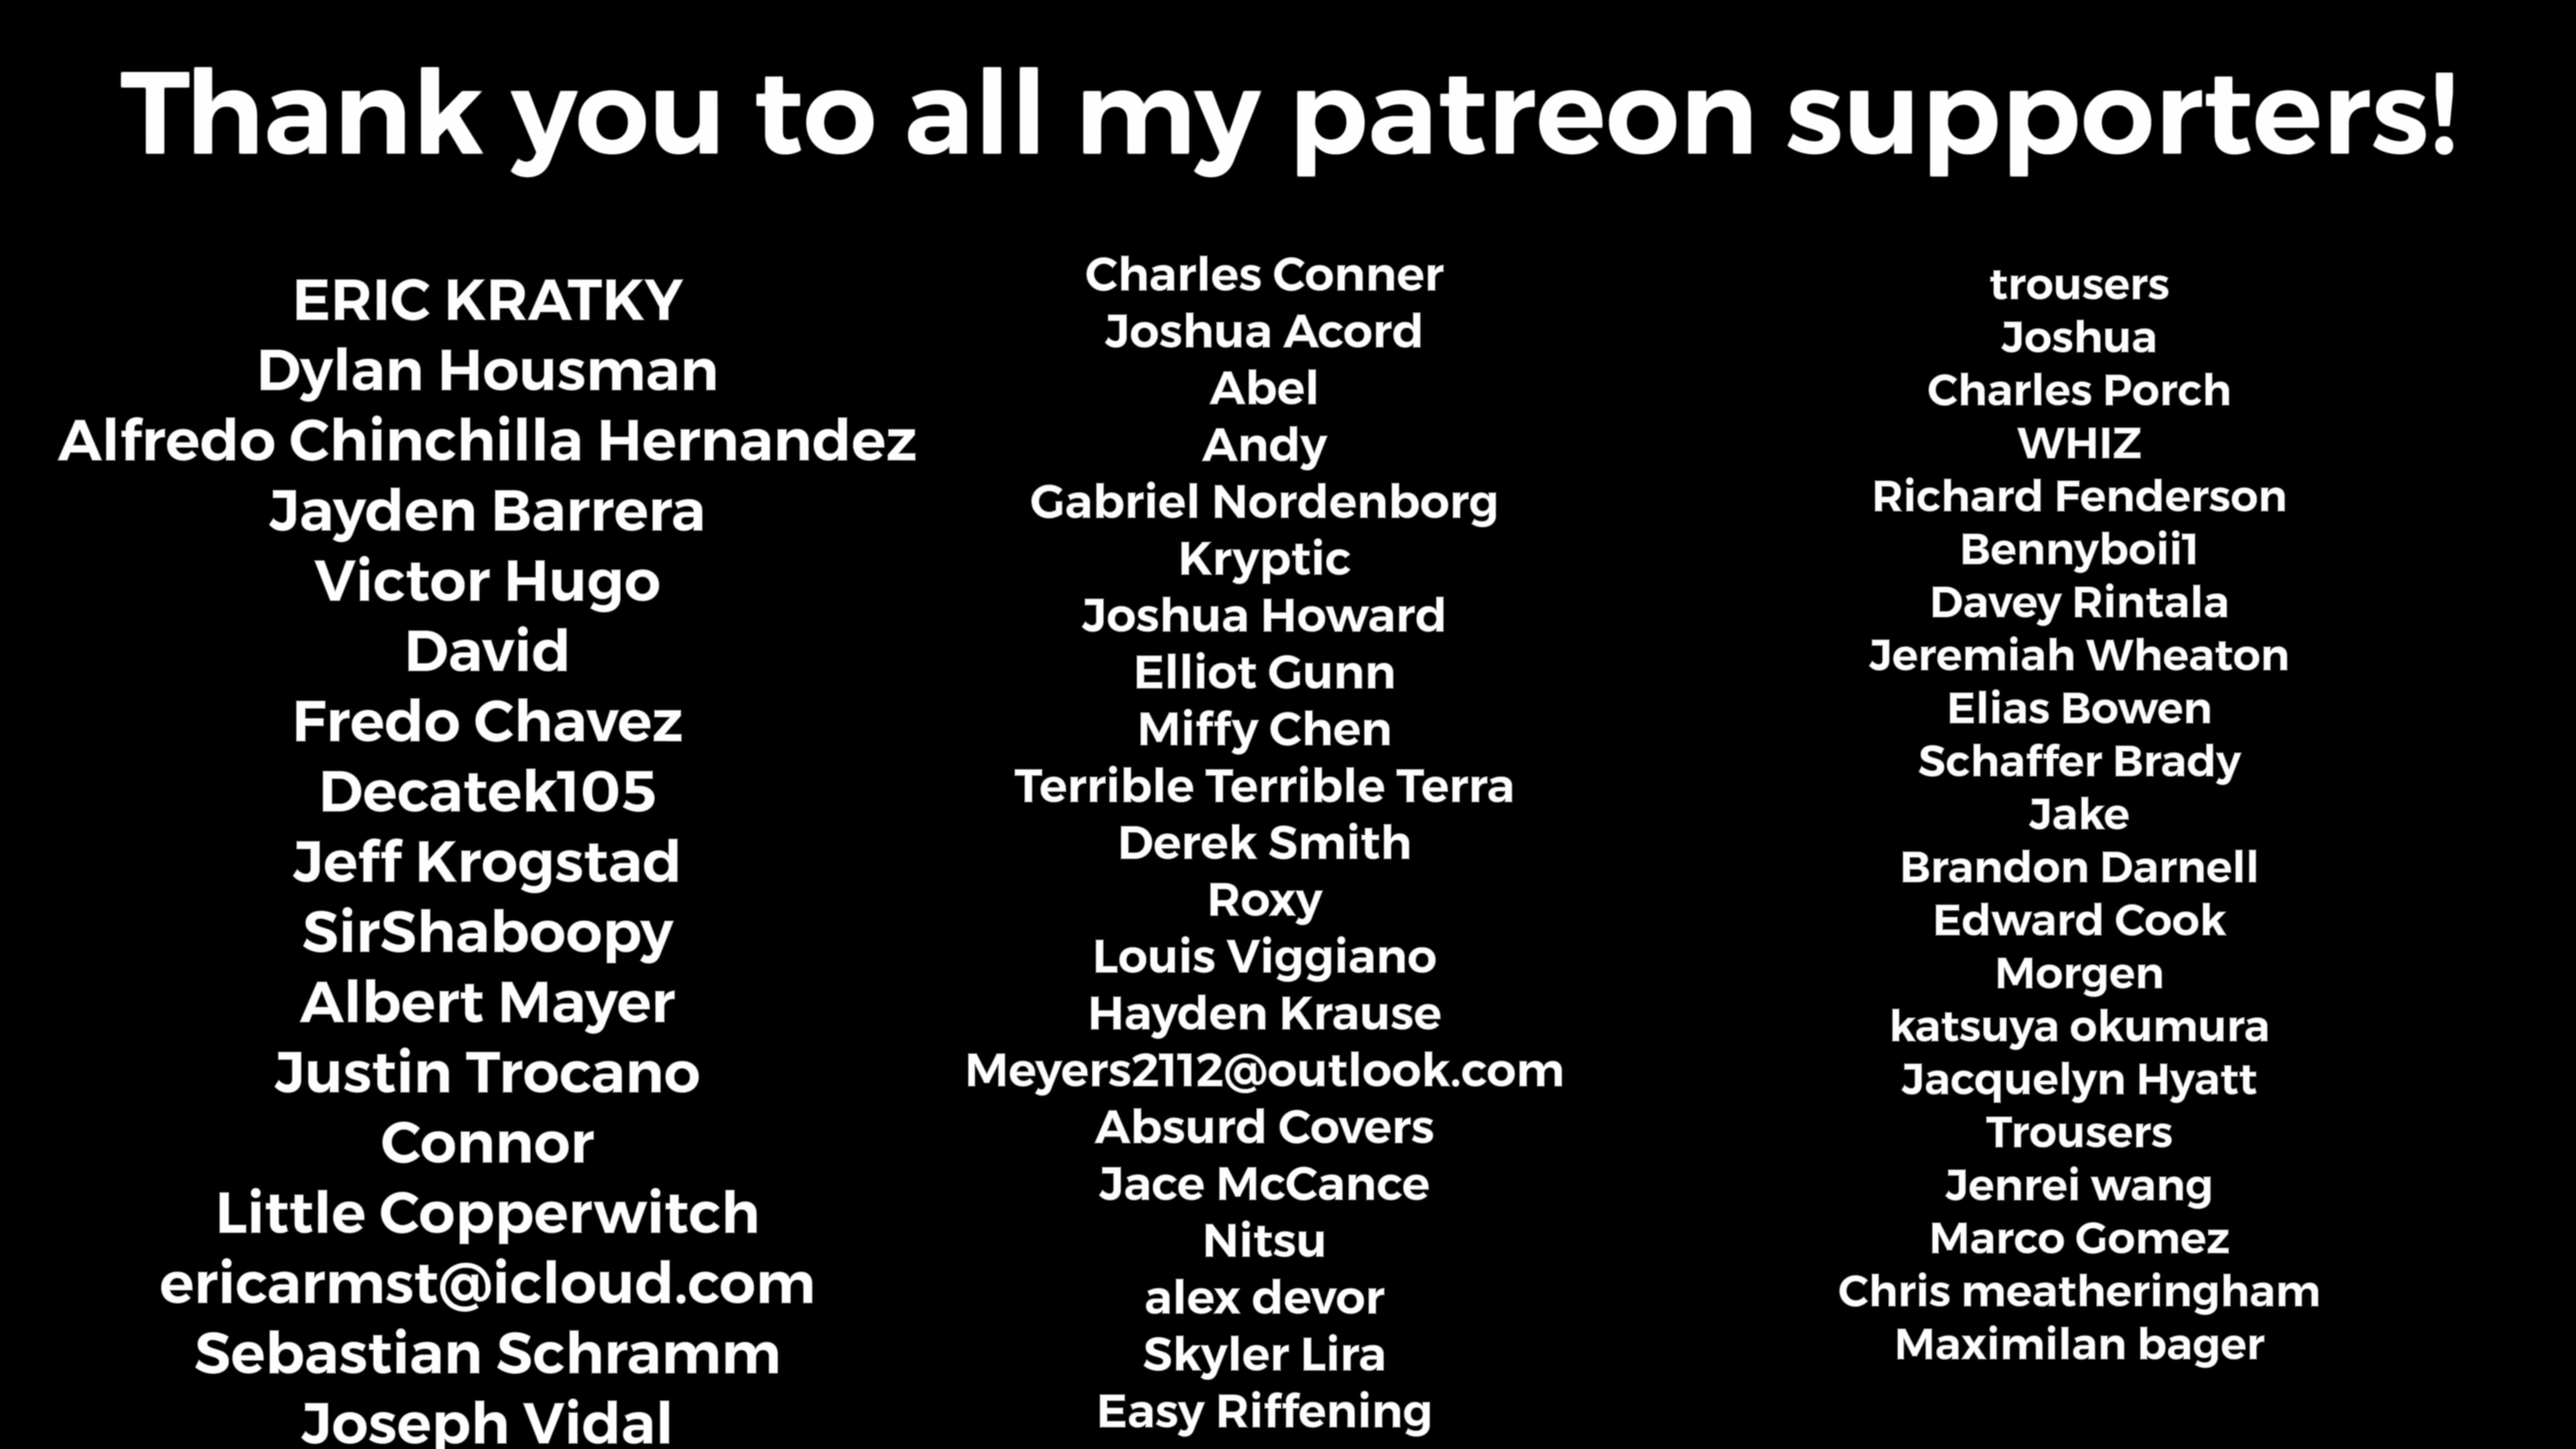 Thank you to all my patreon supporters!
ERIC KRATKY
Dylan Housman
Alfredo Chinchilla Hernandez
Jayden Barrera
Victor Hugo
David
Fredo Chavez
Decatek105
Jeff Krogstad
SirShaboopy
Albert Mayer
Justin Trocano
Connor
Little Copperwitch
ericarmst@icloud.com
Sebastian Schramm
Joseph Vidal
Charles Conner
Joshua Acord
Abel
Andy
Gabriel Nordenborg
Kryptic
Joshua Howard
Elliot Gunn
Miffy Chen
Terrible Terrible Terra
Derek Smith
Roxy
Louis Viggiano
Hayden Krause
Meyers2112@outlook.com
Absurd Covers
Jace McCance
Nitsu
alex devor
Skyler Lira
Easy Riffening
trousers
Joshua
Charles Porch
WHIZ
Richard Fenderson
Bennyboii1
Davey Rintala
Jeremiah Wheaton
Elias Bowen
Schaffer Brady
Jake
Brandon Darnell
Edward Cook
Morgen
katsuya okumura
Jacquelyn Hyatt
Trousers
Jenrei wang
Marco Gomez
Chris meatheringham
Maximilan bager